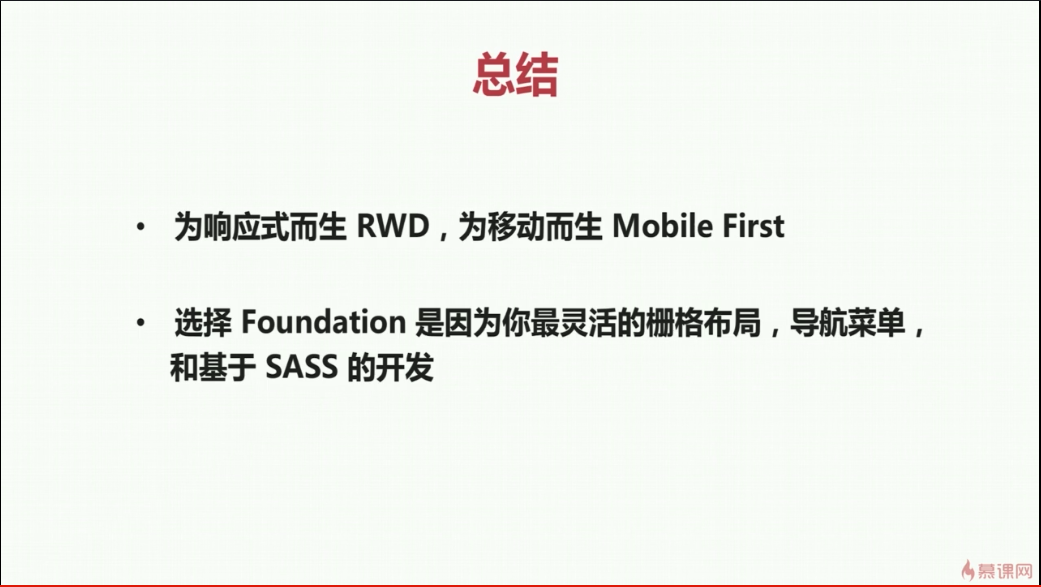 总结
• 为响应式而生 RWD，为移动而生 Mobile First
• 选择 Foundation 是因为你最灵活的栅格布局，导航菜单，
和基于 SASS 的开发
慕课网